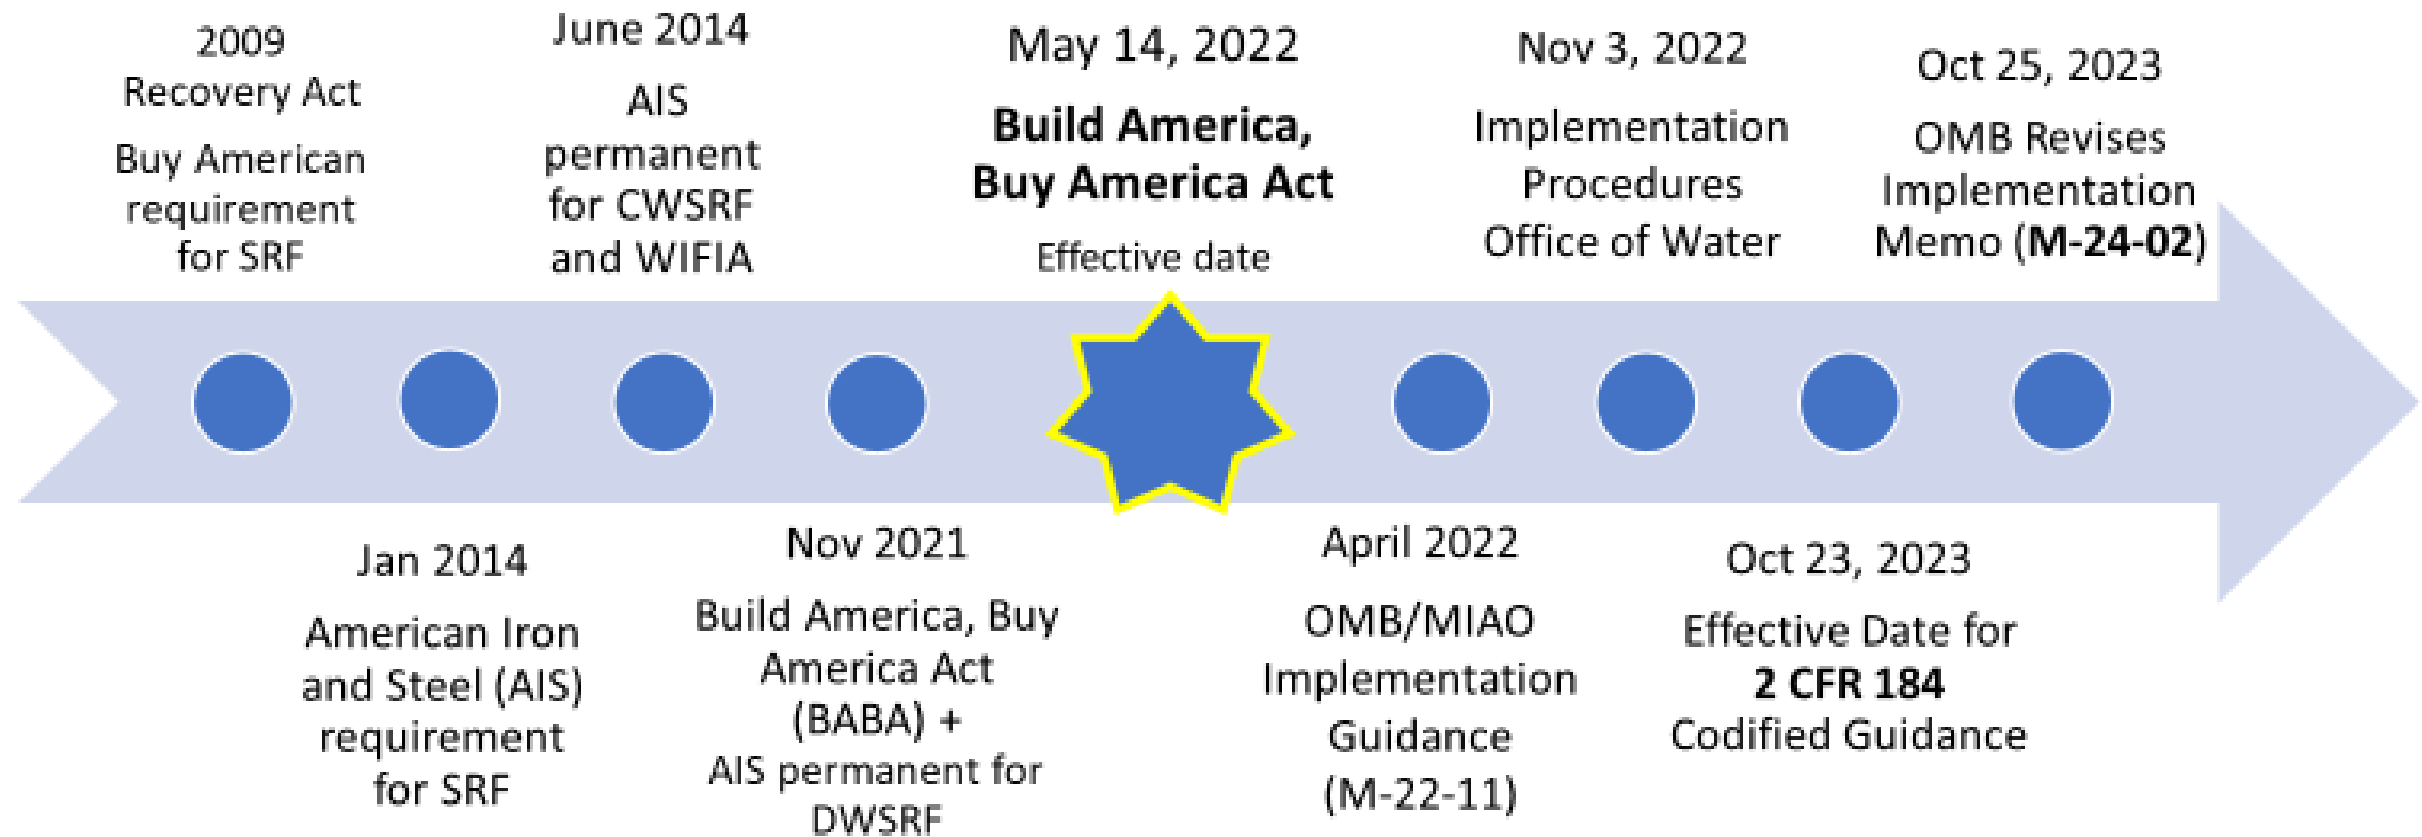 2009
Recovery Act
Buy American
requirement
for SRF
Jan 2014
American Iron
and Steel (AIS)
requirement
for SRF
June 2014
AIS
permanent
for CWSRF
and WIFIA
Nov 2021
Build America, Buy
America Act
(BABA) +
AIS permanent for
DWSRF
May 14, 2022
Build America,
Buy America Act
Effective date
April 2022
OMB/MIAO
Implementation
Guidance
(M-22-11)
Nov 3, 2022
Implementation
Procedures
Office of Water
Oct 23, 2023
Effective Date for
2 CFR 184
Codified Guidance
Oct 25, 2023
OMB Revises
Implementation
Memo (M-24-02)